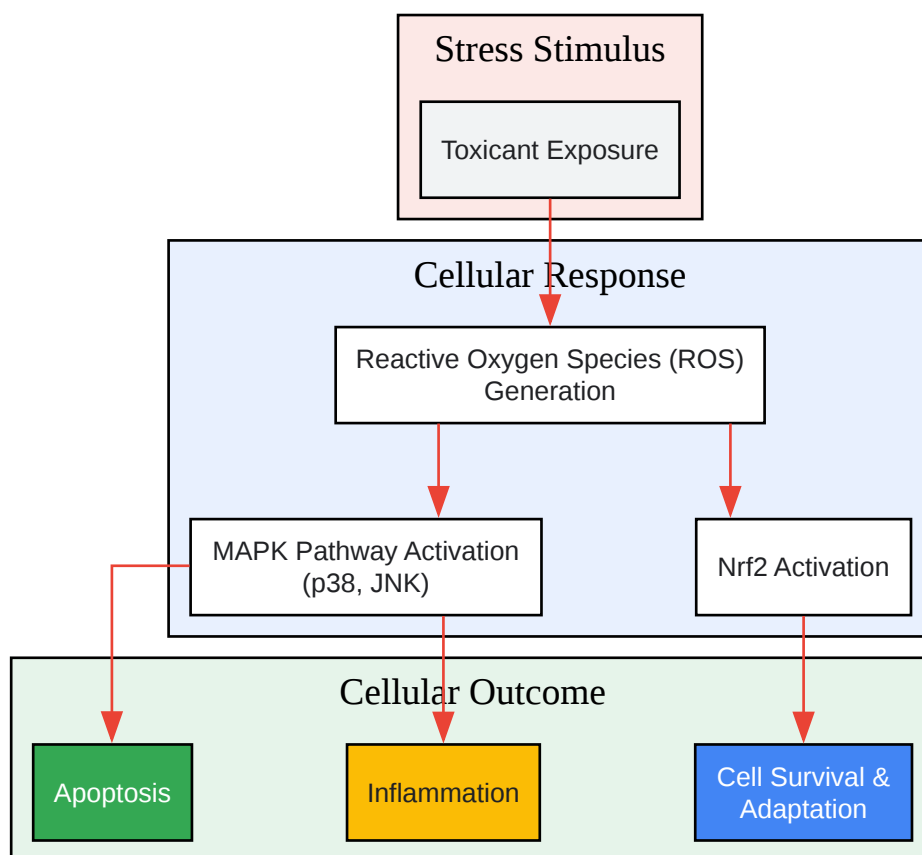 Stress Stimulus
Toxicant Exposure
Cellular Response
Reactive Oxygen Species (ROS)
Generation
MAPK Pathway Activation
(p38, JNK)
Nrf2 Activation
Cellular Outcome
Apoptosis
Inflammation
Cell Survival &
Adaptation